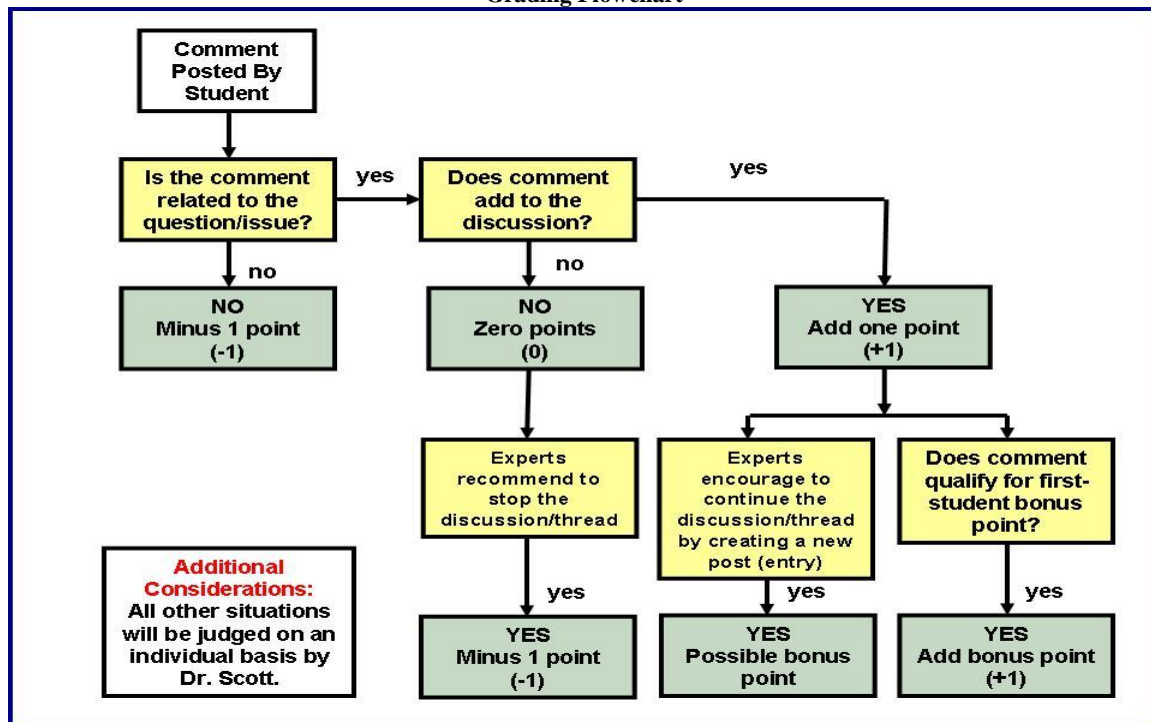 Grading Flowchart
Comment
Posted By
Student
Is the comment
related to the
question/issue?
yes
Does comment
add to the
discussion?
yes
no
no
NO
Minus 1 point
(-1)
NO
Zero points
(0)
YES
Add one point
(+1)
Experts
recommend to
stop the
discussion/thread
Experts
encourage to
continue the
discussion/thread
by creating a new
post (entry)
Does comment
qualify for first-
student bonus
point?
yes
yes
yes
YES
Minus 1 point
(-1)
YES
Possible bonus
point
YES
Add bonus point
(+1)
Additional
Considerations:
All other situations
will be judged on an
individual basis by
Dr. Scott.